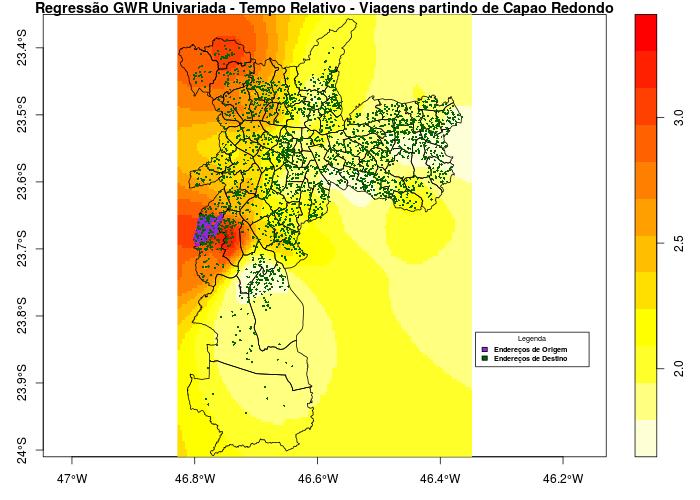 Regressão GWR Univariada - Tempo Relativo - Viagens partindo de Capao Redondo
23.4°S
23.5°S
23.6°S
23.7°S
23.8°S
23.9°S
24°S
47°W
46.8°W
46.6°W
46.4°W
46.2°W
Legenda
Endereços de Origem
Endereços de Destino
3.0
2.5
2.0